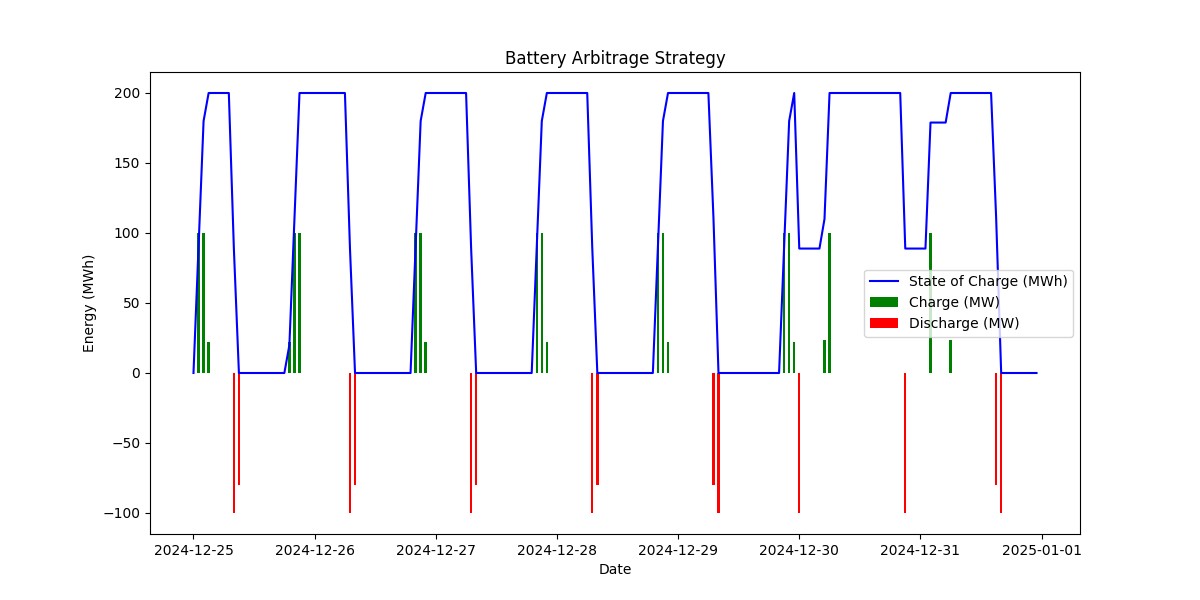 Battery Arbitrage Strategy
Energy (MWh)
200
150
100
50
0
−50
−100
State of Charge (MWh)
Charge (MW)
Discharge (MW)
2024-12-25 2024-12-26 2024-12-27 2024-12-28 2024-12-29 2024-12-30 2024-12-31 2025-01-01
Date